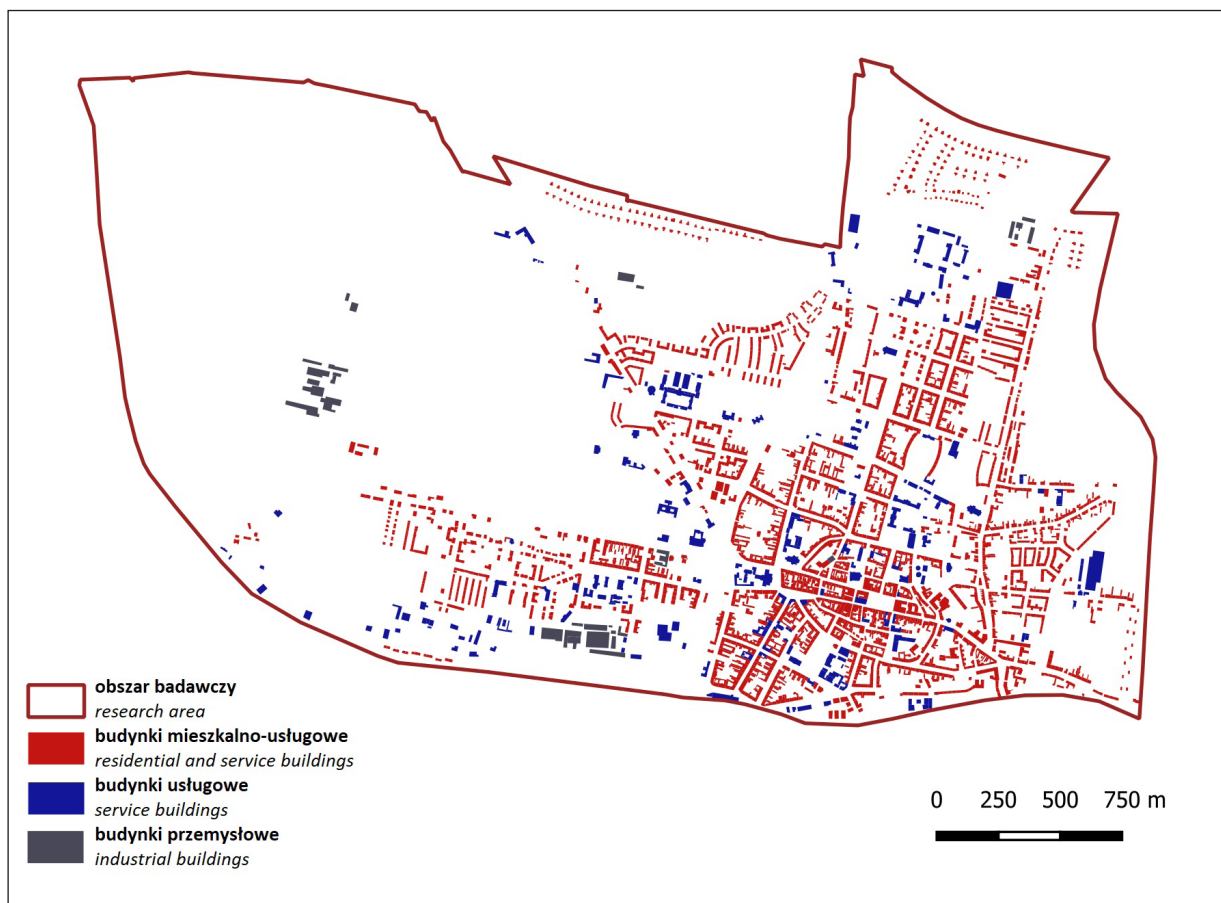 obszar badawczy
research area
budynki mieszkalno-usługowe
residential and service buildings
budynki usługowe
service buildings
budynki przemysłowe
industrial buildings
0 250 500 750 m